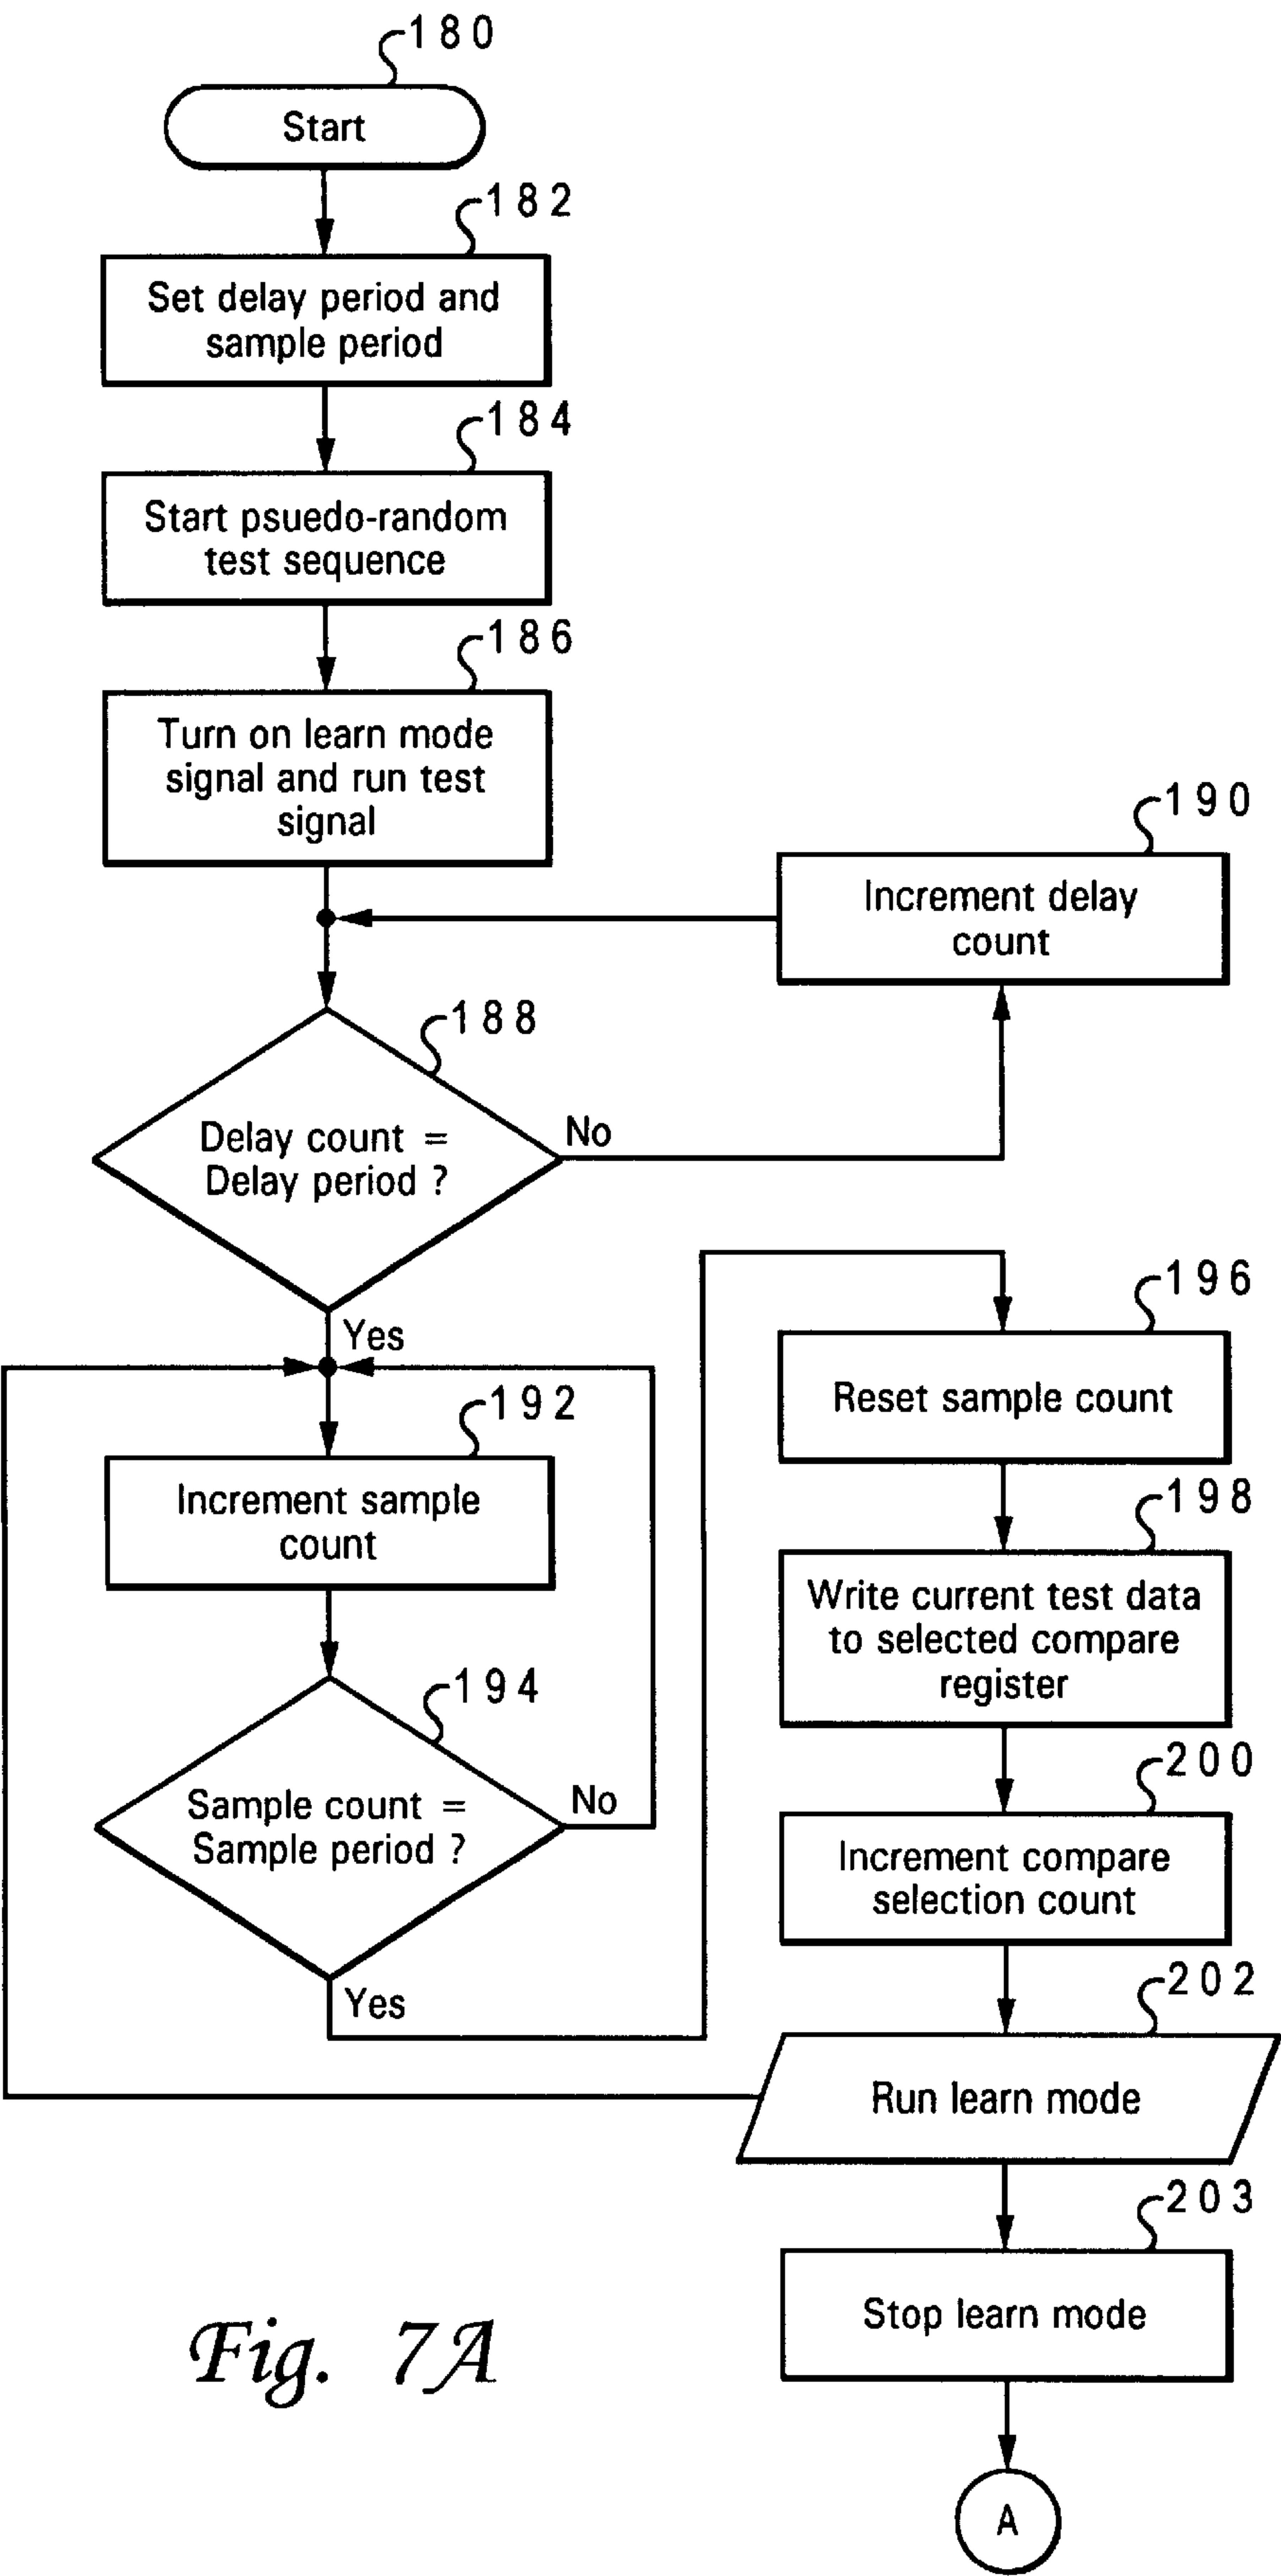 180
Start
182
Set delay period and
sample period
184
Start psuedo-random
test sequence
186
Turn on learn mode
signal and run test
signal
190
Increment delay
count
188
Delay count =
Delay period ?
No
Yes
192
Increment sample
count
194
Sample count =
Sample period ?
No
Yes
196
Reset sample count
198
Write current test data
to selected compare
register
200
Increment compare
selection count
202
Run learn mode
203
Stop learn mode
A
Fig. 7A